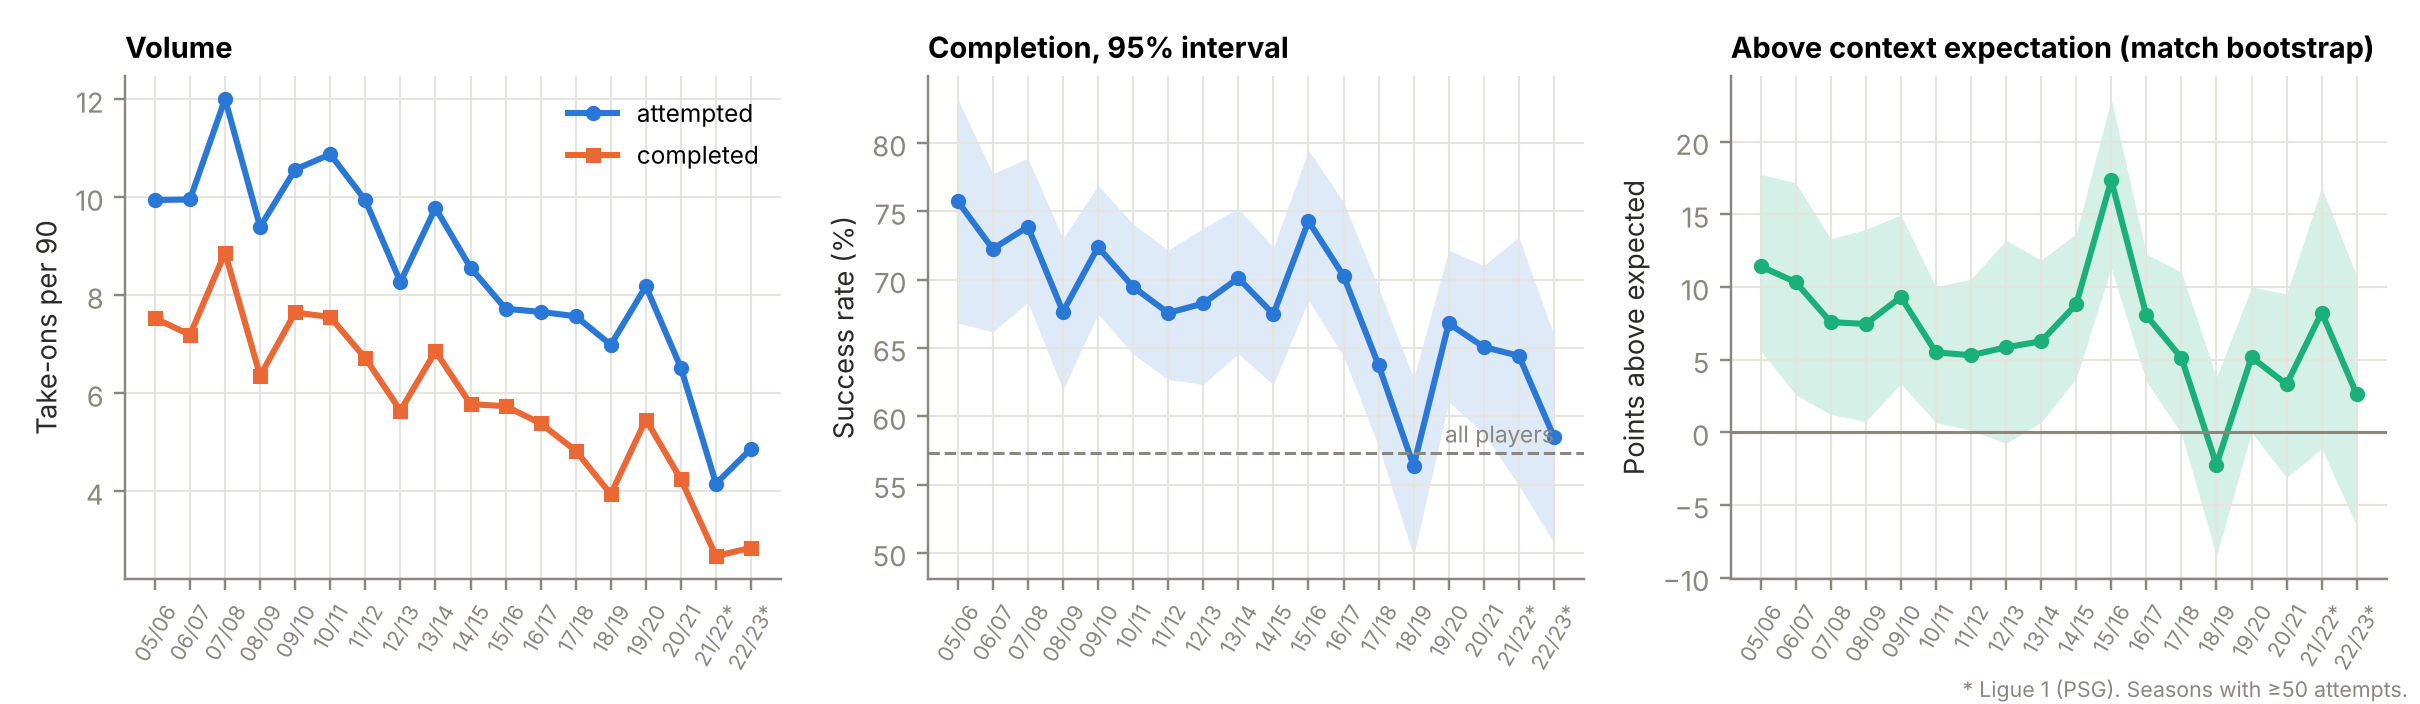 Volume
Take-ons per 90
12
10
8
6
4
attempted
completed
05/06 06/07 07/08 08/09 09/10 10/11 11/12 12/13 13/14 14/15 15/16 16/17 17/18 18/19 19/20 20/21 21/22* 22/23*
Completion, 95% interval
Success rate (%)
80
75
70
65
60
55
50
all players
05/06 06/07 07/08 08/09 09/10 10/11 11/12 12/13 13/14 14/15 15/16 16/17 17/18 18/19 19/20 20/21 21/22* 22/23*
Above context expectation (match bootstrap)
Points above expected
20
15
10
5
0
−5
−10
05/06 06/07 07/08 08/09 09/10 10/11 11/12 12/13 13/14 14/15 15/16 16/17 17/18 18/19 19/20 20/21 21/22* 22/23*
* Ligue 1 (PSG). Seasons with ≥50 attempts.